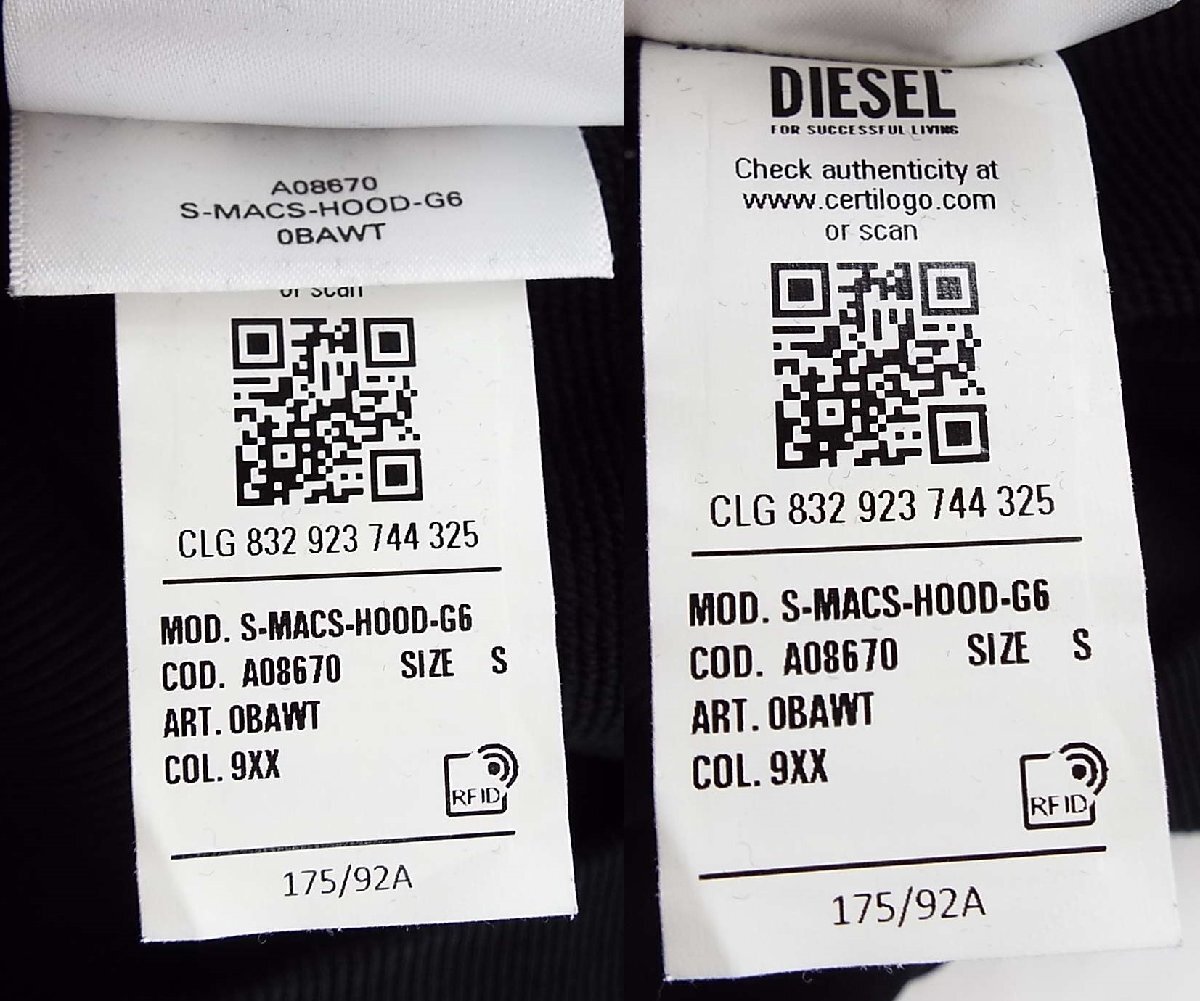 A08670
S-MACS-HOOD-G6
0BAWT
or scan
CLG 832 923 744 325
MOD. S-MACS-HOOD-G6
COD. A08670 SIZE S
ART. 0BAWT
COL. 9XX
RFID
175/92A
DIESEL
FOR SUCCESSFUL LIVING
Check authenticity at
www.certilogo.com
or scan
CLG 832 923 744 325
MOD. S-MACS-HOOD-G6
COD. A08670 SIZE S
ART. 0BAWT
COL. 9XX
RFID
175/92A